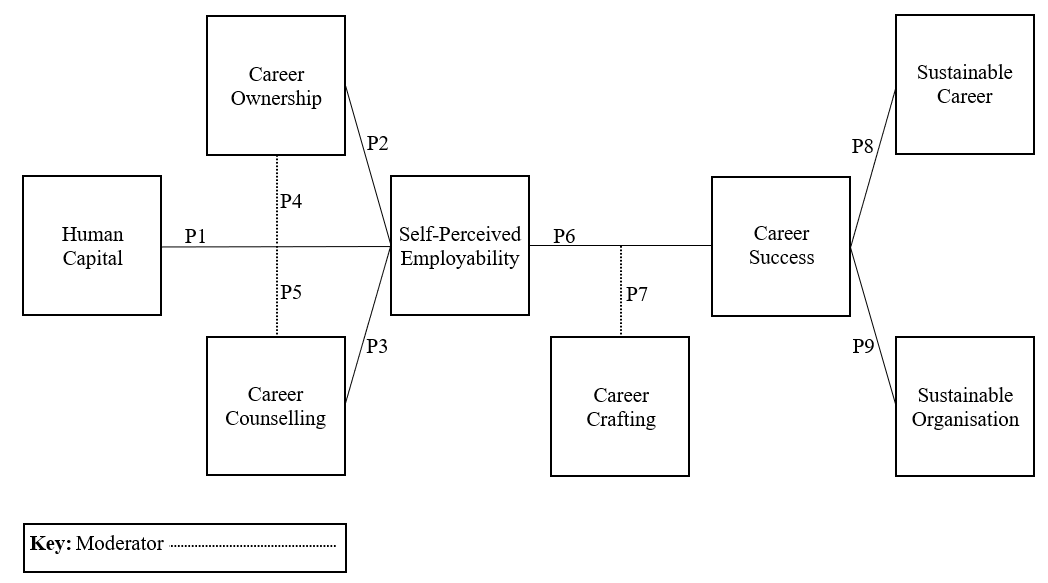 Career
Ownership
Sustainable
Career
P2
P8
P4
Human
Capital
P1
Self-Perceived
Employability
P6
Career
Success
P5
P7
P3
P9
Career
Counselling
Career
Crafting
Sustainable
Organisation
Key: Moderator